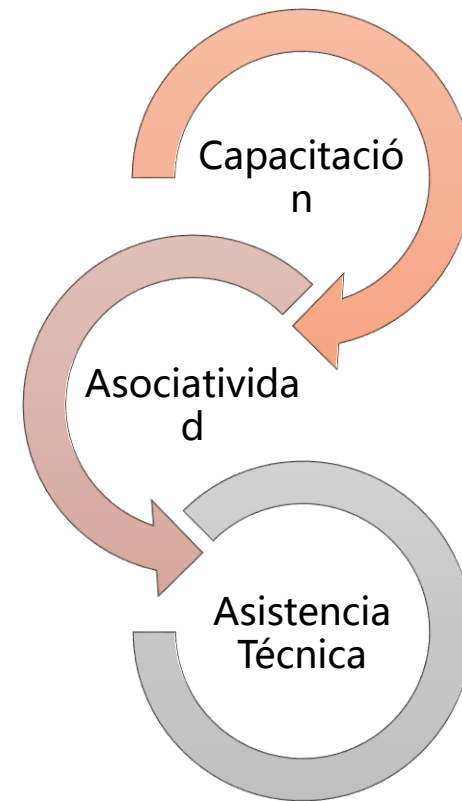 Capacitació
n
Asociativida
d
Asistencia
Técnica